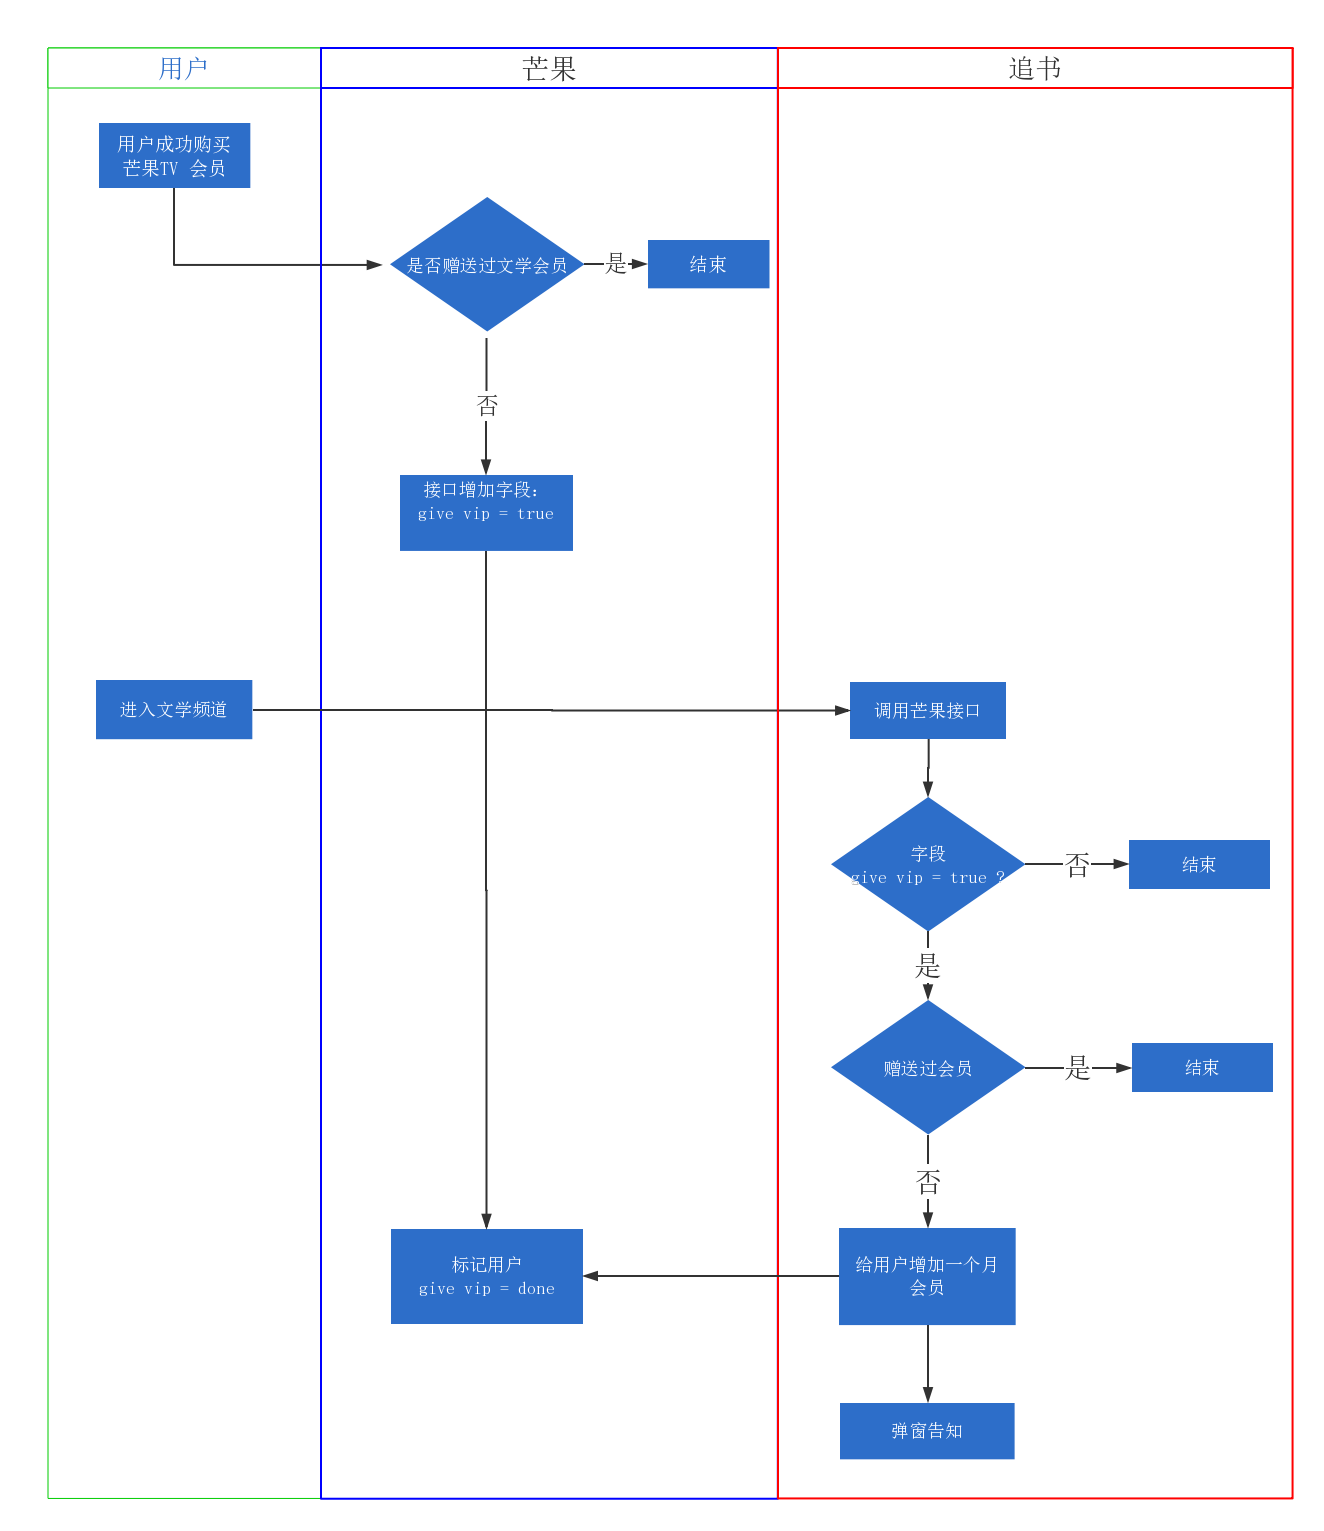 用户
芒果
追书
用户成功购买
芒果TV 会员
是否赠送过文学会员
是
结束
否
接口增加字段：
give vip = true
进入文学频道
调用芒果接口
字段
give vip = true ?
否
结束
是
赠送过会员
是
结束
否
标记用户
give vip = done
给用户增加一个月
会员
弹窗告知